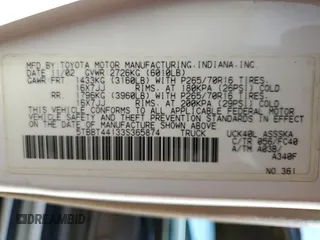 MFD. BY TOYOTA MOTOR MANUFACTURING, INDIANA, INC.
DATE 11/02 GVWR 2726KG (6010LB)
GAWR: FRT 1433KG (3160LB) WITH P265/70R16 TIRES,
16X7JJ RIMS, AT 180KPA (26PSI) COLD
RR: 1796KG (3960LB) WITH P265/70R16 TIRES,
16X7JJ RIMS, AT 200KPA (29PSI) COLD
THIS VEHICLE CONFORMS TO ALL APPLICABLE FEDERAL MOTOR
VEHICLE SAFETY AND THEFT PREVENTION STANDARDS IN
EFFECT ON THE DATE OF MANUFACTURE SHOWN ABOVE.
5TBBT44133S365874 TRUCK
UCK40L ASSSKA
C/TR 056/FC40
A/TM A03B/
A340F
NO. 361
DREAMBID